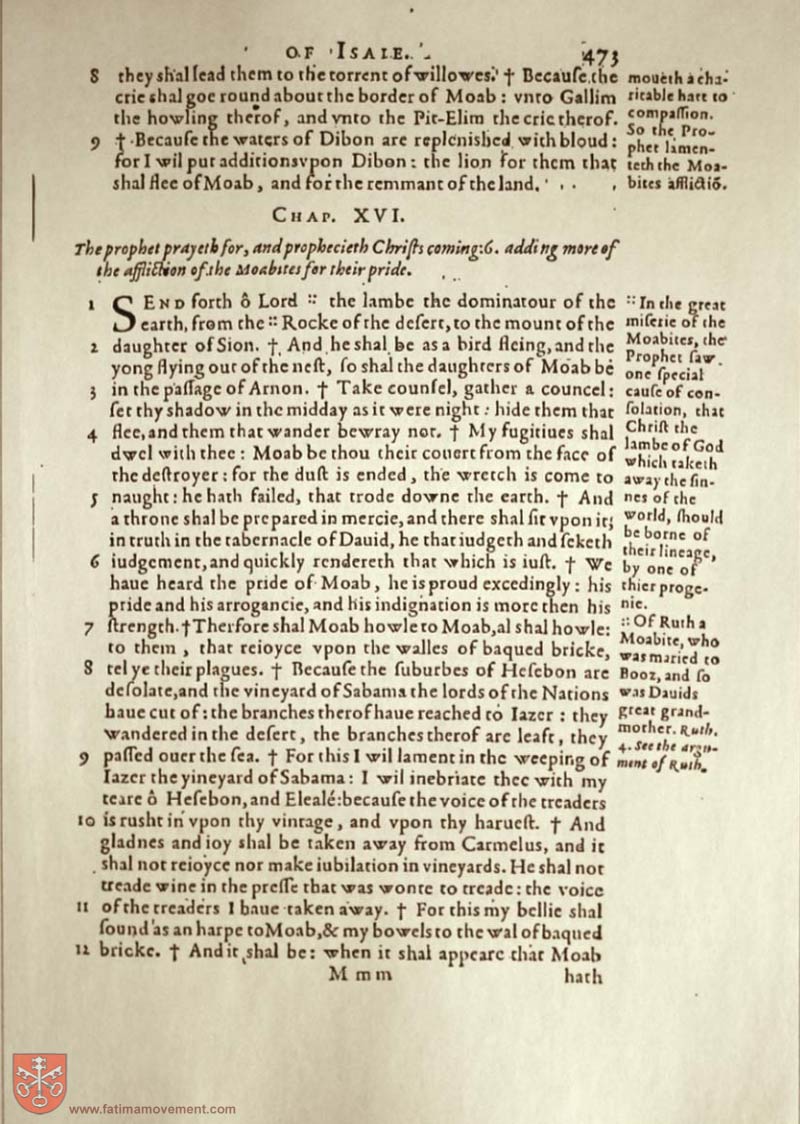 OF ISAIE. 473
8 they shal lead them to the torrent of willowes. † Becauſe the
crie shal goe round about the border of Moab : vnto Gallim
the howling therof, and vnto the Pit-Elim the crie therof.
9 † Becauſe the waters of Dibon are replenished with bloud :
for I wil put additions vpon Dibon : the lion for them that
shal flee of Moab, and for the remmant of the land.
moueth a cha-
ritable hart to
compaſſion.
So the Pro-
phet lamen-
teth the Moa-
bites afflictiō.
CHAP. XVI.
The prophet prayeth for, and prophecieth Chriſts coming: 6. adding more of
the affliction of the Moabites for their pride.
1 SEND forth ô Lord :: the lambe the dominatour of the
earth, from the :: Rocke of the deſert, to the mount of the
2 daughter of Sion. † And he shal be as a bird fleing, and the
yong flying out of the neſt, ſo shal the daughters of Moab be
3 in the paſſage of Arnon. † Take counſel, gather a councel :
ſet thy shadow in the midday as it were night : hide them that
4 flee, and them that wander bewray not. † My fugitiues shal
dwel with thee : Moab be thou their couert from the face of
the deſtroyer : for the duſt is ended, the wretch is come to
5 naught : he hath failed, that trode downe the earth. † And
a throne shal be prepared in mercie, and there shal ſit vpon it
in truth in the tabernacle of Dauid, he that iudgeth and ſeketh
6 iudgement, and quickly rendereth that which is iuſt. † We
haue heard the pride of Moab, he is proud excedingly : his
pride and his arrogancie, and his indignation is more then his
7 ſtrength. † Therfore shal Moab howle to Moab, al shal howle:
to them , that reioyce vpon the walles of baqued bricke,
8 tel ye their plagues. † Becauſe the ſuburbes of Heſebon are
deſolate, and the vineyard of Sabama the lords of the Nations
haue cut of : the branches therof haue reached to Iazer : they
wandered in the deſert, the branches therof are leaft, they
9 paſſed ouer the ſea. † For this I wil lament in the weeping of
Iazer the yineyard of Sabama : I wil inebriate thee with my
teare ô Heſebon, and Elealé: becauſe the voice of the treaders
10 is rusht in vpon thy vintage, and vpon thy harueſt. † And
gladnes and ioy shal be taken away from Carmelus, and it
shal not reioyce nor make iubilation in vineyards. He shal not
treade wine in the preſſe that was wonte to treade : the voice
11 of the treaders I haue taken away. † For this my bellie shal
ſound as an harpe to Moab, & my bowels to the wal of baqued
12 bricke. † And it shal be : when it shal appeare that Moab
:: In the great
miſerie of the
Moabites, the
Prophet ſaw
one ſpecial
cauſe of con-
ſolation, that
Chriſt the
lambe of God
which taketh
away the ſin-
nes of the
world, ſhould
be borne of
their lineage,
by one of
thier proge-
nie.
:: Of Ruth a
Moabite, who
was maried to
Booz, and ſo
was Dauids
great grand-
mother. Ruth.
4. See the argu-
ment of Ruth.
M m m hath
www.fatimamovement.com